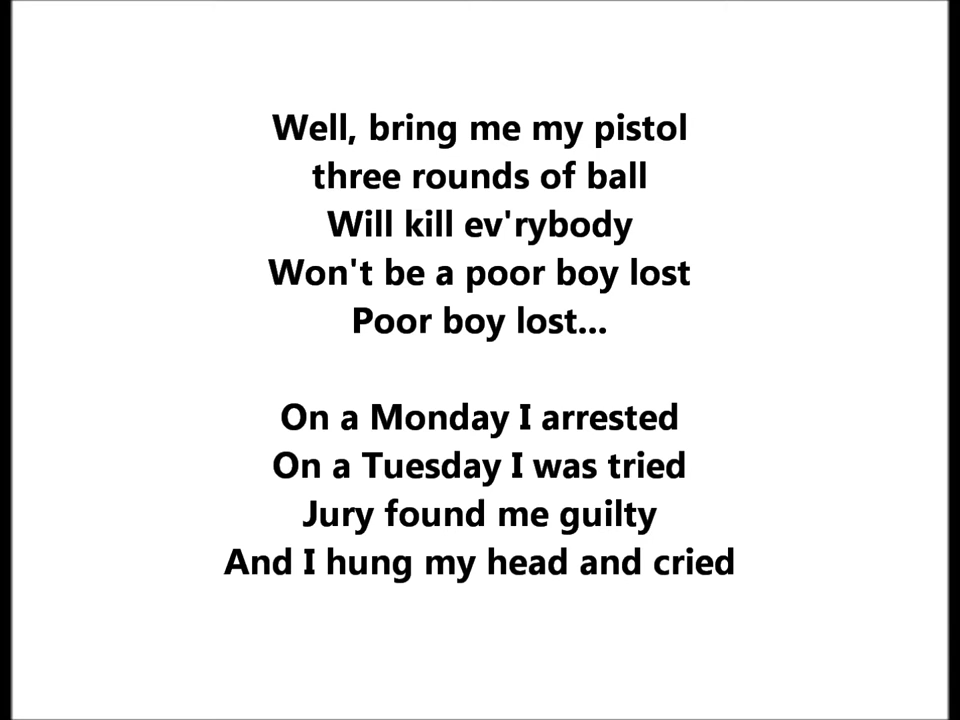 Well, bring me my pistol
three rounds of ball
Will kill ev'rybody
Won't be a poor boy lost
Poor boy lost...
On a Monday I arrested
On a Tuesday I was tried
Jury found me guilty
And I hung my head and cried